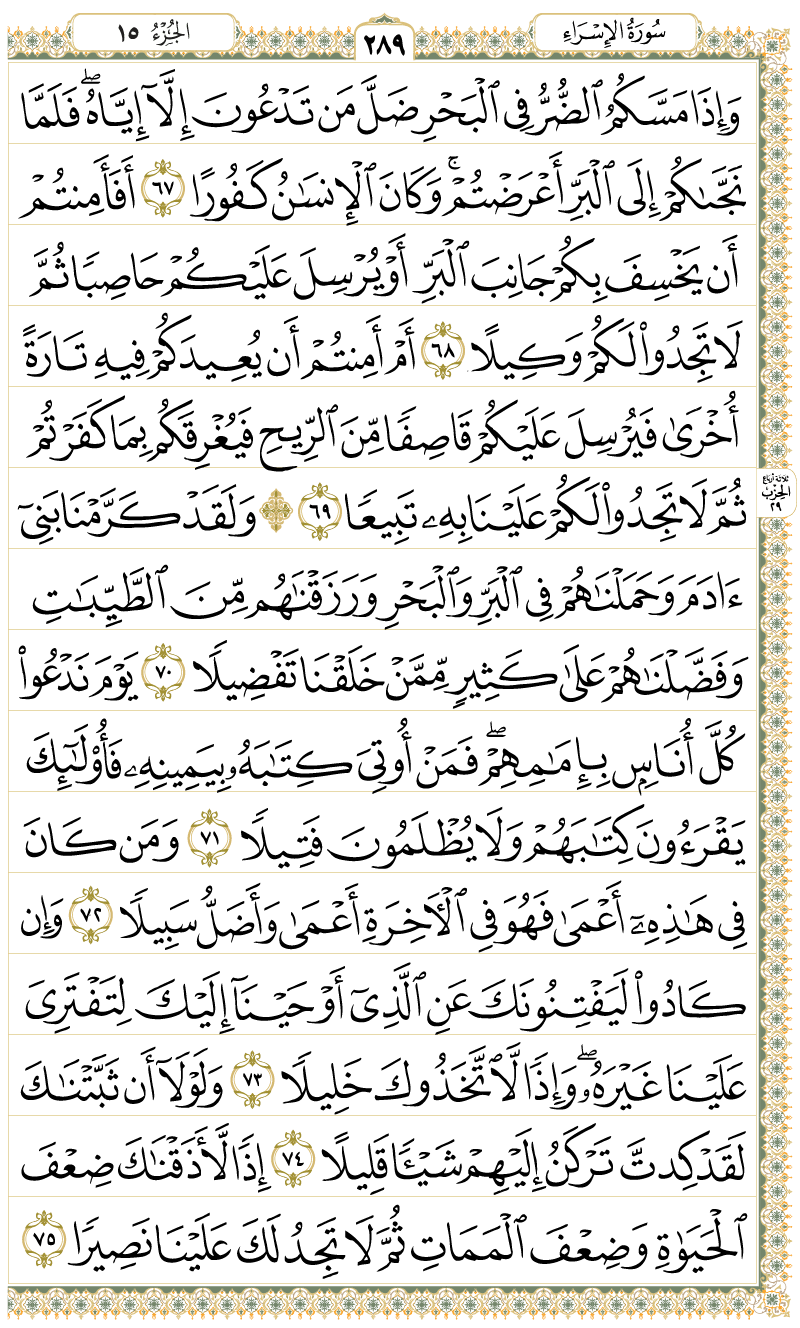 سُورَةُ الإِسْرَاءِ
٢٨٩
الجُزْءُ ١٥
وَإِذَا مَسَّكُمُ ٱلضُّرُّ فِي ٱلْبَحْرِ ضَلَّ مَن تَدْعُونَ إِلَّآ إِيَّاهُۖ فَلَمَّا
نَجَّىٰكُمْ إِلَى ٱلْبَرِّ أَعْرَضْتُمْۚ وَكَانَ ٱلْإِنسَٰنُ كَفُورًا ٦٧ أَفَأَمِنتُمْ
أَن يَخْسِفَ بِكُمْ جَانِبَ ٱلْبَرِّ أَوْ يُرْسِلَ عَلَيْكُمْ حَاصِبًا ثُمَّ
لَا تَجِدُوا۟ لَكُمْ وَكِيلًا ٦٨ أَمْ أَمِنتُمْ أَن يُعِيدَكُمْ فِيهِ تَارَةً
أُخْرَىٰ فَيُرْسِلَ عَلَيْكُمْ قَاصِفًا مِّنَ ٱلرِّيحِ فَيُغْرِقَكُم بِمَا كَفَرْتُمْ
ثُمَّ لَا تَجِدُوا۟ لَكُمْ عَلَيْنَا بِهِۦ تَبِيعًا ٦٩ ۞ وَلَقَدْ كَرَّمْنَا بَنِىٓ
ثلاثة أرباع
الحِزْب
٢٩
ءَادَمَ وَحَمَلْنَٰهُمْ فِي ٱلْبَرِّ وَٱلْبَحْرِ وَرَزَقْنَٰهُم مِّنَ ٱلطَّيِّبَٰتِ
وَفَضَّلْنَٰهُمْ عَلَىٰ كَثِيرٍ مِّمَّنْ خَلَقْنَا تَفْضِيلًا ٧٠ يَوْمَ نَدْعُوا۟
كُلَّ أُنَاسٍۭ بِإِمَٰمِهِمْۖ فَمَنْ أُوتِيَ كِتَٰبَهُۥ بِيَمِينِهِۦ فَأُو۟لَٰٓئِكَ
يَقْرَءُونَ كِتَٰبَهُمْ وَلَا يُظْلَمُونَ فَتِيلًا ٧١ وَمَن كَانَ
فِي هَٰذِهِۦٓ أَعْمَىٰ فَهُوَ فِي ٱلْأٓخِرَةِ أَعْمَىٰ وَأَضَلُّ سَبِيلًا ٧٢ وَإِن
كَادُوا۟ لَيَفْتِنُونَكَ عَنِ ٱلَّذِىٓ أَوْحَيْنَآ إِلَيْكَ لِتَفْتَرِيَ
عَلَيْنَا غَيْرَهُۥۖ وَإِذًا لَّٱتَّخَذُوكَ خَلِيلًا ٧٣ وَلَوْلَآ أَن ثَبَّتْنَٰكَ
لَقَدْ كِدتَّ تَرْكَنُ إِلَيْهِمْ شَيْـًٔا قَلِيلًا ٧٤ إِذًا لَّأَذَقْنَٰكَ ضِعْفَ
ٱلْحَيَوٰةِ وَضِعْفَ ٱلْمَمَاتِ ثُمَّ لَا تَجِدُ لَكَ عَلَيْنَا نَصِيرًا ٧٥